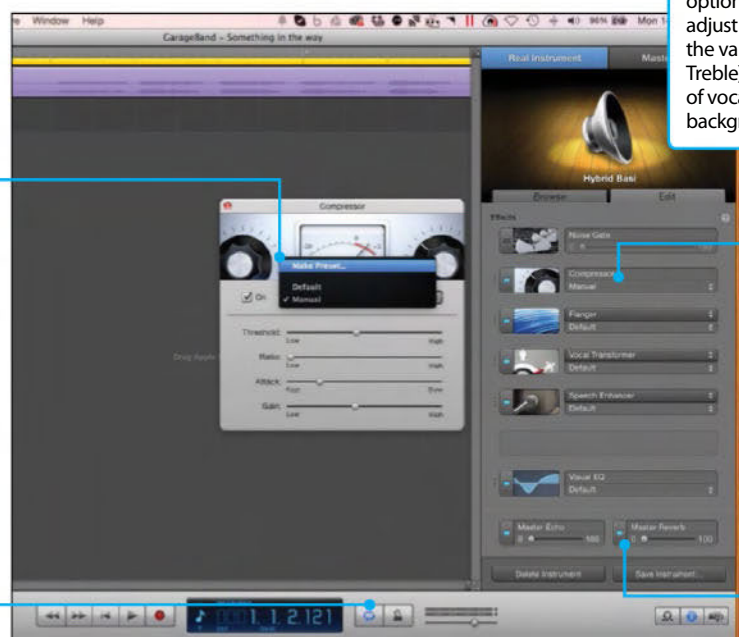 Window Help
96% Mon 1
GarageBand – Something in the way
option
adjust
the va
Treble)
of voca
backgr
Real Instrument
Hybrid Basi
Browse
Edit
Effects
Noise Gate
Compressor
Make Preset...
Default
✓ Manual
On
Threshold:
Low High
Ratio:
Low High
Attack:
Fast Slow
Gain:
Low High
Compressor
Manual
Flanger
Default
Vocal Transformer
Default
Speech Enhancer
Default
Visual EQ
Default
Master Echo
0 100
Master Reverb
0 100
Delete Instrument
Save Instrument...
1. 1. 2.121